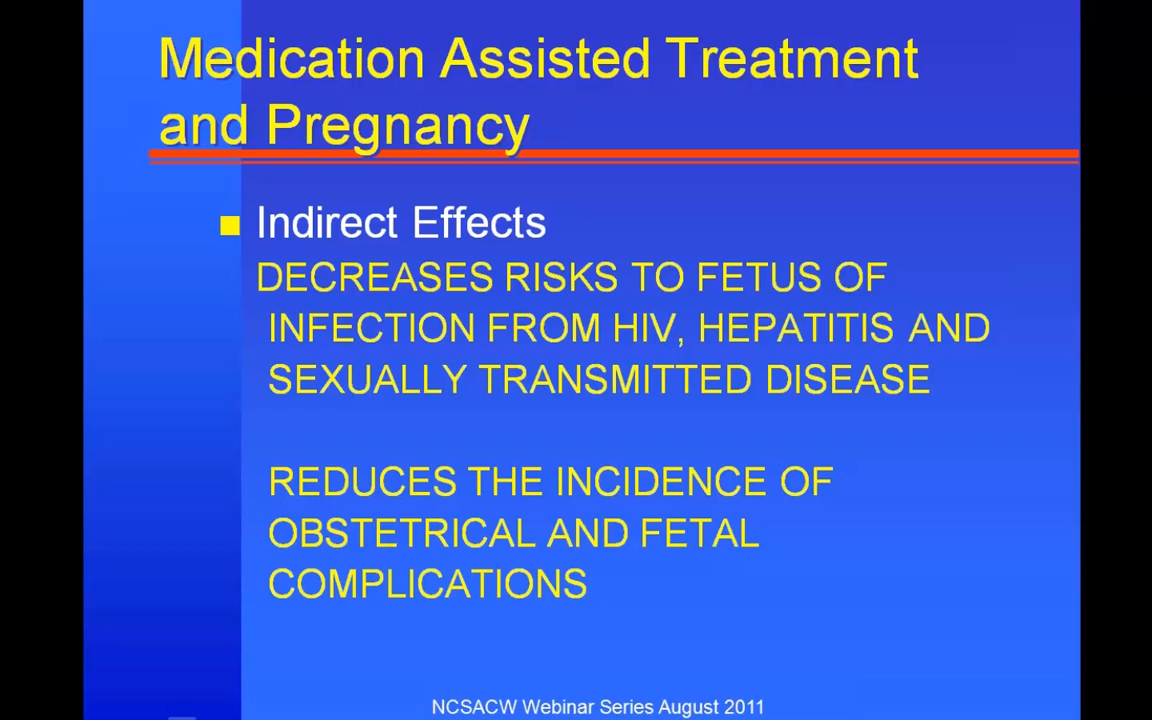 Medication Assisted Treatment
and Pregnancy
Indirect Effects
DECREASES RISKS TO FETUS OF
INFECTION FROM HIV, HEPATITIS AND
SEXUALLY TRANSMITTED DISEASE
REDUCES THE INCIDENCE OF
OBSTETRICAL AND FETAL
COMPLICATIONS
NCSACW Webinar Series August 2011